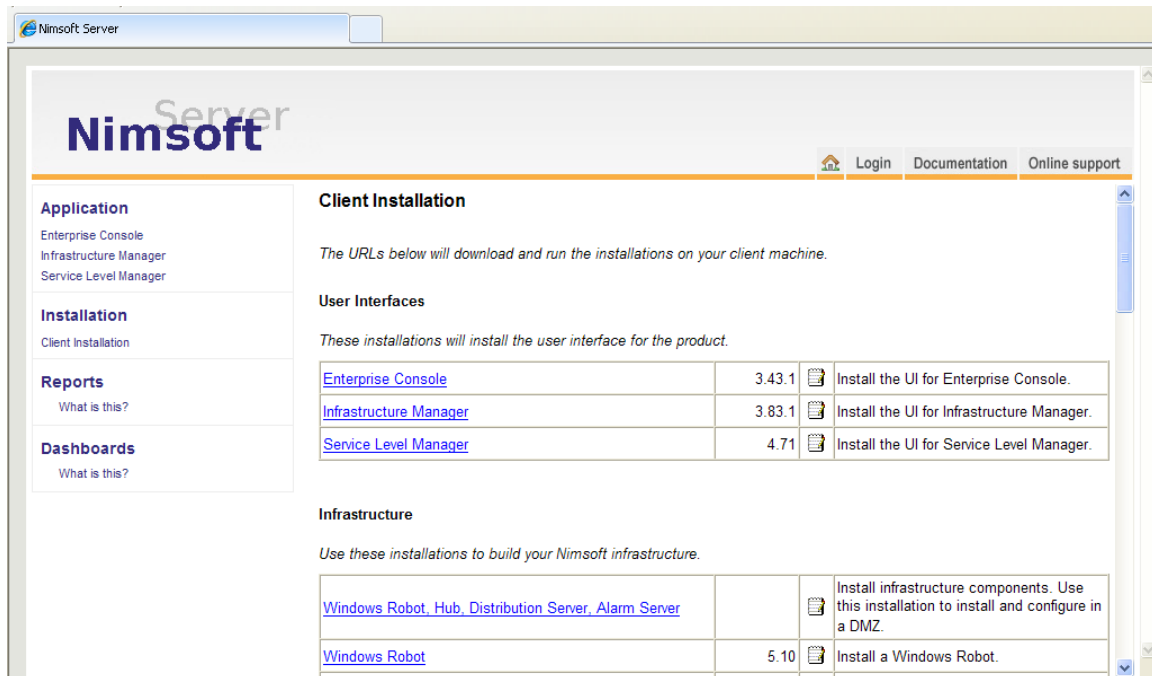 Nimsoft Server
Server
Nimsoft
Login Documentation Online support
Application
Enterprise Console
Infrastructure Manager
Service Level Manager
Installation
Client Installation
Reports
What is this?
Dashboards
What is this?
Client Installation
The URLs below will download and run the installations on your client machine.
User Interfaces
These installations will install the user interface for the product.
Enterprise Console 3.43.1 Install the UI for Enterprise Console.
Infrastructure Manager 3.83.1 Install the UI for Infrastructure Manager.
Service Level Manager 4.71 Install the UI for Service Level Manager.
Infrastructure
Use these installations to build your Nimsoft infrastructure.
Windows Robot, Hub, Distribution Server, Alarm Server
Install infrastructure components. Use
this installation to install and configure in
a DMZ.
Windows Robot 5.10 Install a Windows Robot.